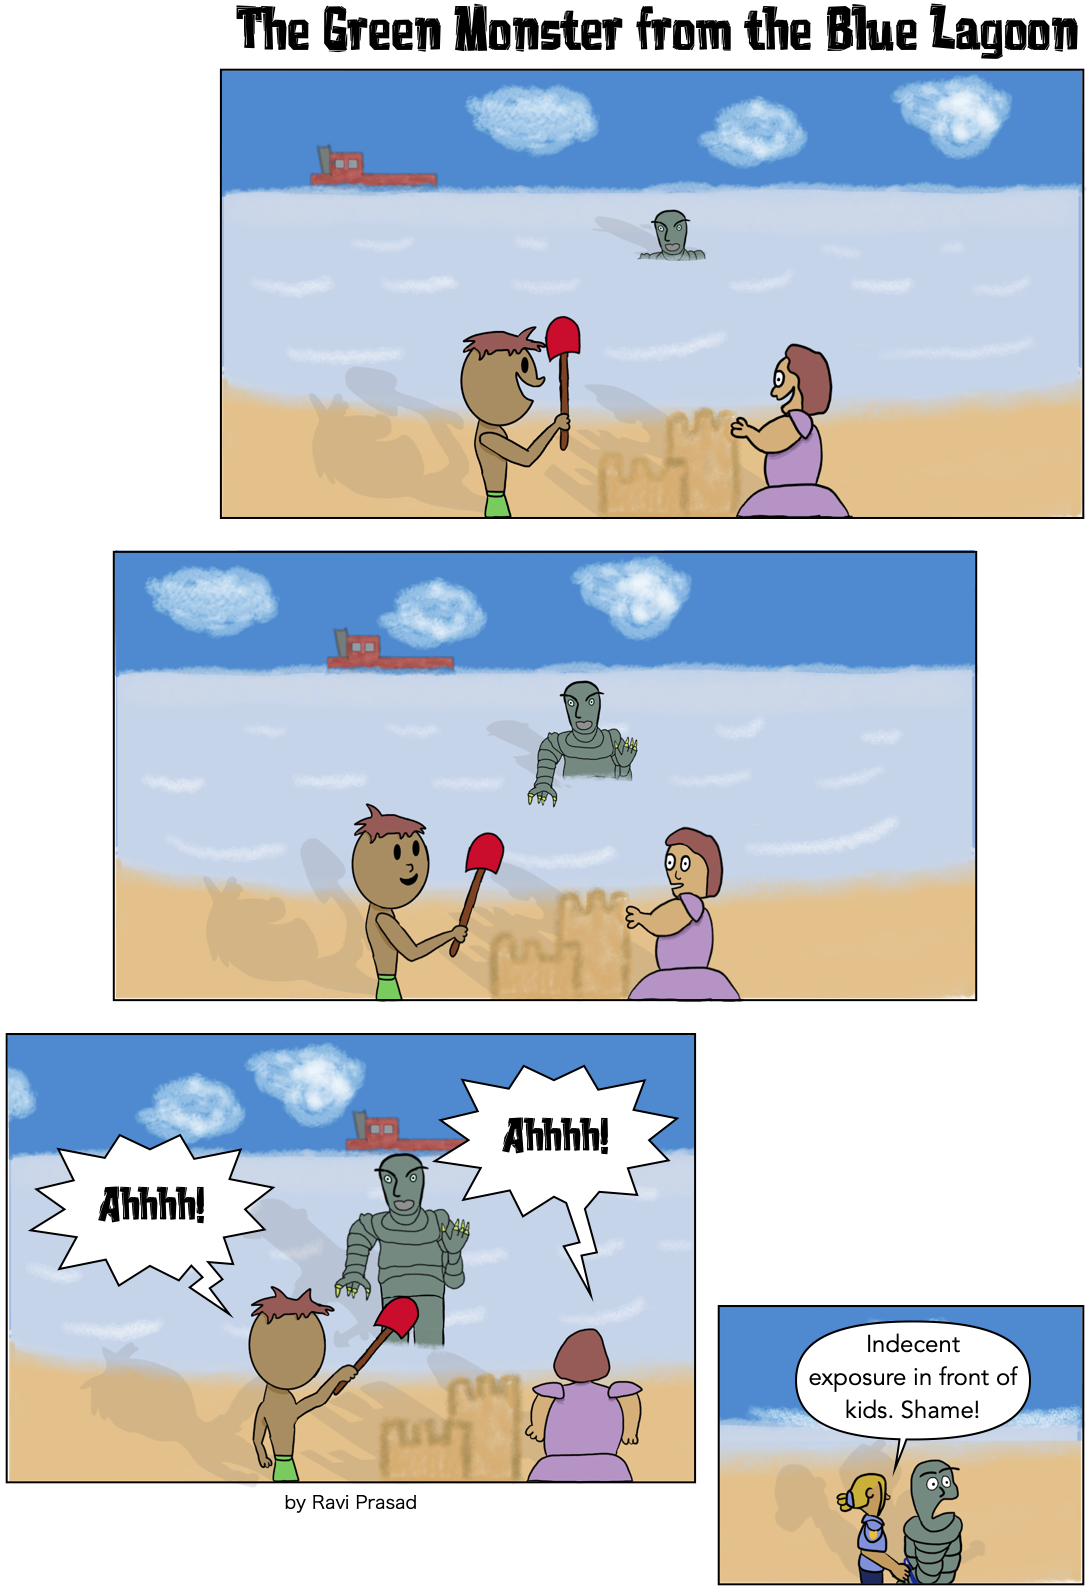 The Green Monster from the Blue Lagoon
Ahhhh!
Ahhhh!
by Ravi Prasad
Indecent
exposure in front of
kids. Shame!